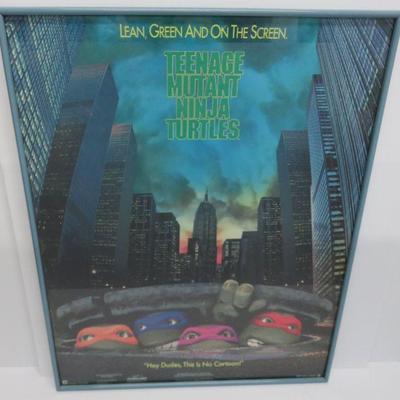 LEAN, GREEN AND ON THE SCREEN.
TEENAGE
MUTANT
NINJA
TURTLES
"HEY DUDES, THIS IS NO CARTOON!"